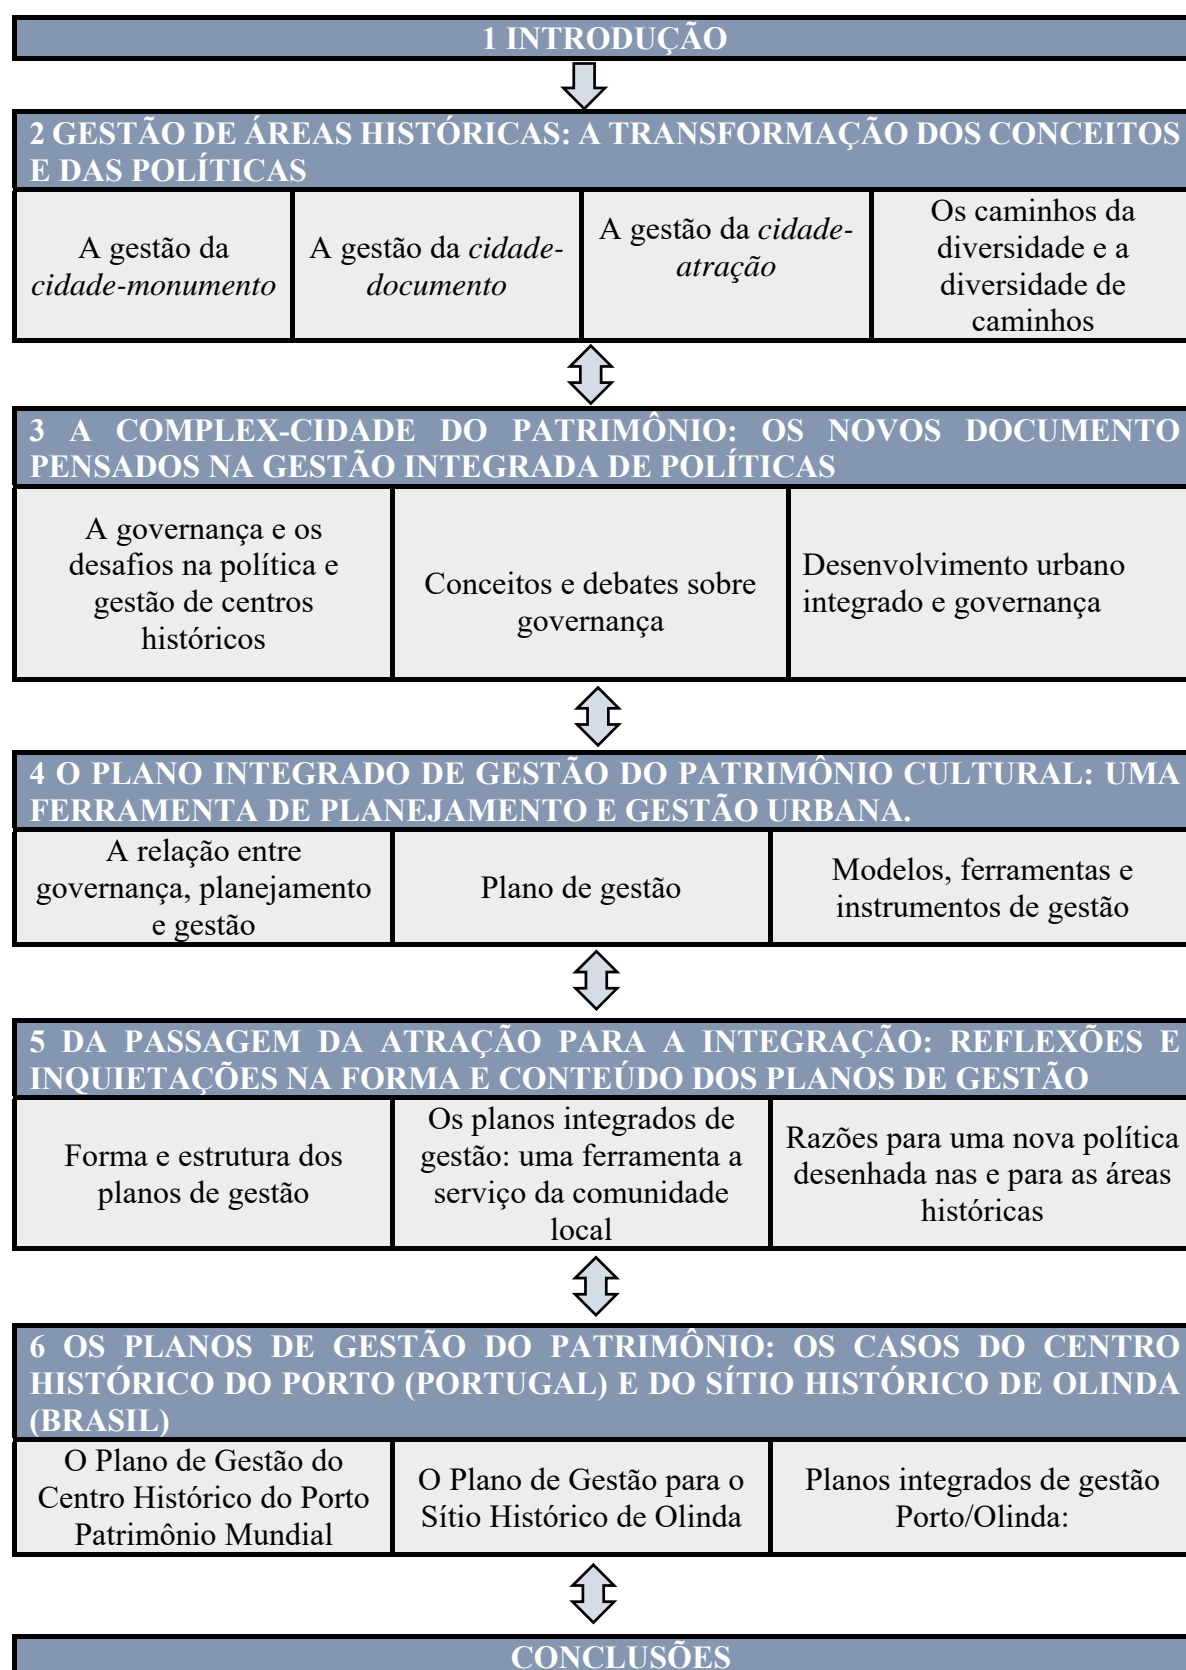 1 INTRODUÇÃO
2 GESTÃO DE ÁREAS HISTÓRICAS: A TRANSFORMAÇÃO DOS CONCEITOS
E DAS POLÍTICAS
A gestão da
cidade-monumento
A gestão da cidade-
documento
A gestão da cidade-
atração
Os caminhos da
diversidade e a
diversidade de
caminhos
3 A COMPLEX-CIDADE DO PATRIMÔNIO: OS NOVOS DOCUMENTO
PENSADOS NA GESTÃO INTEGRADA DE POLÍTICAS
A governança e os
desafios na política e
gestão de centros
históricos
Conceitos e debates sobre
governança
Desenvolvimento urbano
integrado e governança
4 O PLANO INTEGRADO DE GESTÃO DO PATRIMÔNIO CULTURAL: UMA
FERRAMENTA DE PLANEJAMENTO E GESTÃO URBANA.
A relação entre
governança, planejamento
e gestão
Plano de gestão
Modelos, ferramentas e
instrumentos de gestão
5 DA PASSAGEM DA ATRAÇÃO PARA A INTEGRAÇÃO: REFLEXÕES E
INQUIETAÇÕES NA FORMA E CONTEÚDO DOS PLANOS DE GESTÃO
Forma e estrutura dos
planos de gestão
Os planos integrados de
gestão: uma ferramenta a
serviço da comunidade
local
Razões para uma nova política
desenhada nas e para as áreas
históricas
6 OS PLANOS DE GESTÃO DO PATRIMÔNIO: OS CASOS DO CENTRO
HISTÓRICO DO PORTO (PORTUGAL) E DO SÍTIO HISTÓRICO DE OLINDA
(BRASIL)
O Plano de Gestão do
Centro Histórico do Porto
Patrimônio Mundial
O Plano de Gestão para o
Sítio Histórico de Olinda
Planos integrados de gestão
Porto/Olinda:
CONCLUSÕES